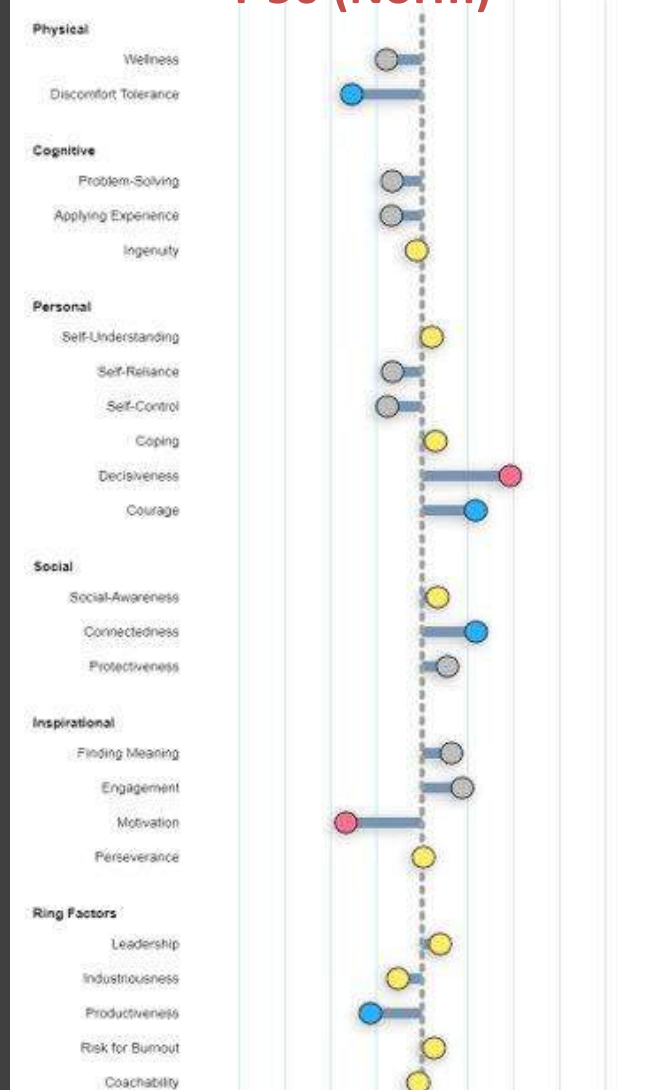 (Norm)
Physical
Wellness
Discomfort Tolerance
Cognitive
Problem-Solving
Applying Experience
Ingenuity
Personal
Self-Understanding
Self-Reliance
Self-Control
Coping
Decisiveness
Courage
Social
Social-Awareness
Connectedness
Protectiveness
Inspirational
Finding Meaning
Engagement
Motivation
Perseverance
Ring Factors
Leadership
Industriousness
Productiveness
Risk for Burnout
Coachability